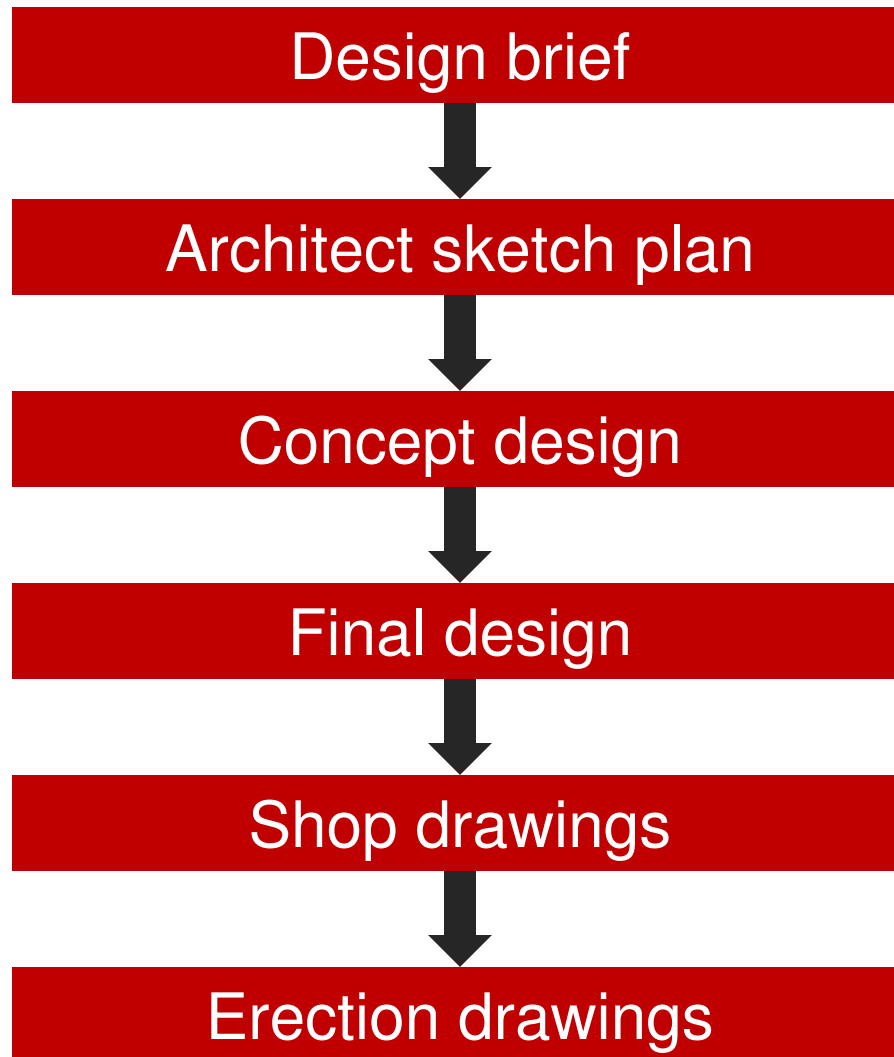 Design brief
Architect sketch plan
Concept design
Final design
Shop drawings
Erection drawings